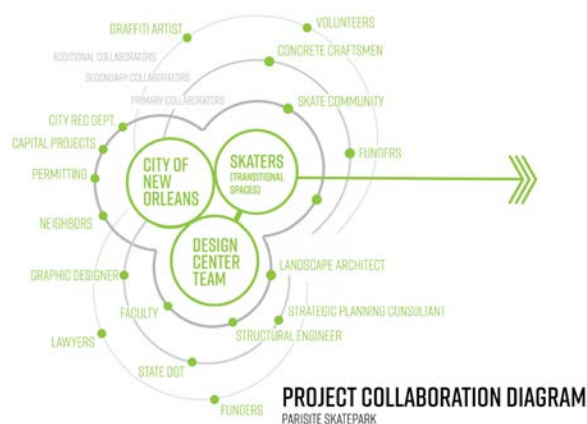 GRAFFITI ARTIST
VOLUNTEERS
ADDITIONAL COLLABORATORS
CONCRETE CRAFTSMEN
SECONDARY COLLABORATORS
PRIMARY COLLABORATORS
SKATE COMMUNITY
CITY REC DEPT.
CAPITAL PROJECTS
FUNDERS
PERMITTING
CITY OF
NEW
ORLEANS
SKATERS
(TRANSITIONAL
SPACES)
NEIGHBORS
DESIGN
CENTER
TEAM
LANDSCAPE ARCHITECT
GRAPHIC DESIGNER
FACULTY
STRATEGIC PLANNING CONSULTANT
STRUCTURAL ENGINEER
LAWYERS
STATE DOT
FUNDERS
PROJECT COLLABORATION DIAGRAM
PARISITE SKATEPARK